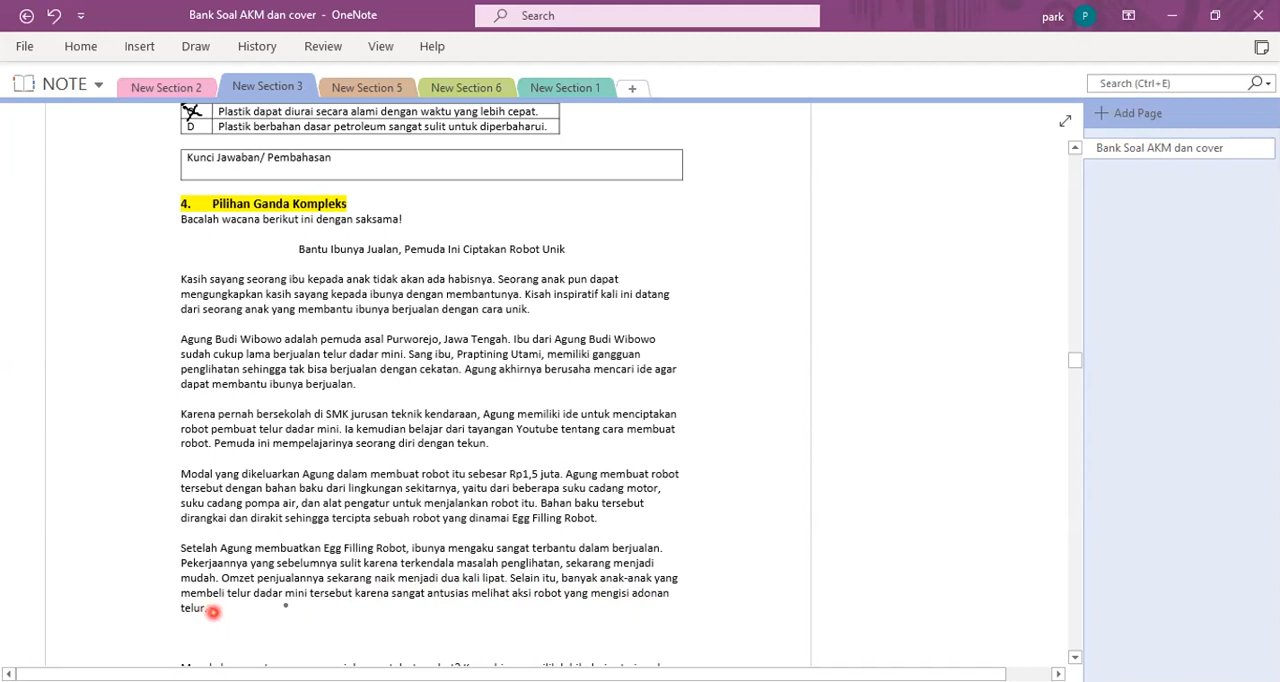 Bank Soal AKM dan cover - OneNote
Search
park
P
File Home Insert Draw History Review View Help
NOTE
New Section 2 New Section 3 New Section 5 New Section 6 New Section 1 +
Search (Ctrl+E)
Add Page
Bank Soal AKM dan cover
Plastik dapat diurai secara alami dengan waktu yang lebih cepat.
D Plastik berbahan dasar petroleum sangat sulit untuk diperbaharui.
Kunci Jawaban/ Pembahasan
4. Pilihan Ganda Kompleks
Bacalah wacana berikut ini dengan saksama!
Bantu Ibunya Jualan, Pemuda Ini Ciptakan Robot Unik
Kasih sayang seorang ibu kepada anak tidak akan ada habisnya. Seorang anak pun dapat
mengungkapkan kasih sayang kepada ibunya dengan membantunya. Kisah inspiratif kali ini datang
dari seorang anak yang membantu ibunya berjualan dengan cara unik.
Agung Budi Wibowo adalah pemuda asal Purworejo, Jawa Tengah. Ibu dari Agung Budi Wibowo
sudah cukup lama berjualan telur dadar mini. Sang ibu, Praptining Utami, memiliki gangguan
penglihatan sehingga tak bisa berjualan dengan cekatan. Agung akhirnya berusaha mencari ide agar
dapat membantu ibunya berjualan.
Karena pernah bersekolah di SMK jurusan teknik kendaraan, Agung memiliki ide untuk menciptakan
robot pembuat telur dadar mini. Ia kemudian belajar dari tayangan Youtube tentang cara membuat
robot. Pemuda ini mempelajarinya seorang diri dengan tekun.
Modal yang dikeluarkan Agung dalam membuat robot itu sebesar Rp1,5 juta. Agung membuat robot
tersebut dengan bahan baku dari lingkungan sekitarnya, yaitu dari beberapa suku cadang motor,
suku cadang pompa air, dan alat pengatur untuk menjalankan robot itu. Bahan baku tersebut
dirangkai dan dirakit sehingga tercipta sebuah robot yang dinamai Egg Filling Robot.
Setelah Agung membuatkan Egg Filling Robot, ibunya mengaku sangat terbantu dalam berjualan.
Pekerjaannya yang sebelumnya sulit karena terkendala masalah penglihatan, sekarang menjadi
mudah. Omzet penjualannya sekarang naik menjadi dua kali lipat. Selain itu, banyak anak-anak yang
membeli telur dadar mini tersebut karena sangat antusias melihat aksi robot yang mengisi adonan
telur.